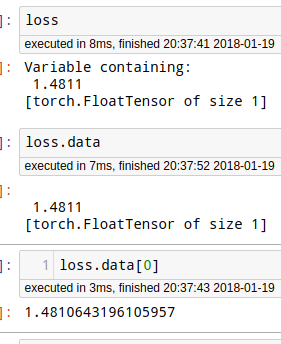 ]:
loss
executed in 8ms, finished 20:37:41 2018-01-19
]:
Variable containing:
1.4811
[torch.FloatTensor of size 1]
]:
loss.data
executed in 7ms, finished 20:37:52 2018-01-19
]:
1.4811
[torch.FloatTensor of size 1]
]:
1 loss.data[0]
executed in 3ms, finished 20:37:43 2018-01-19
]:
1.4810643196105957